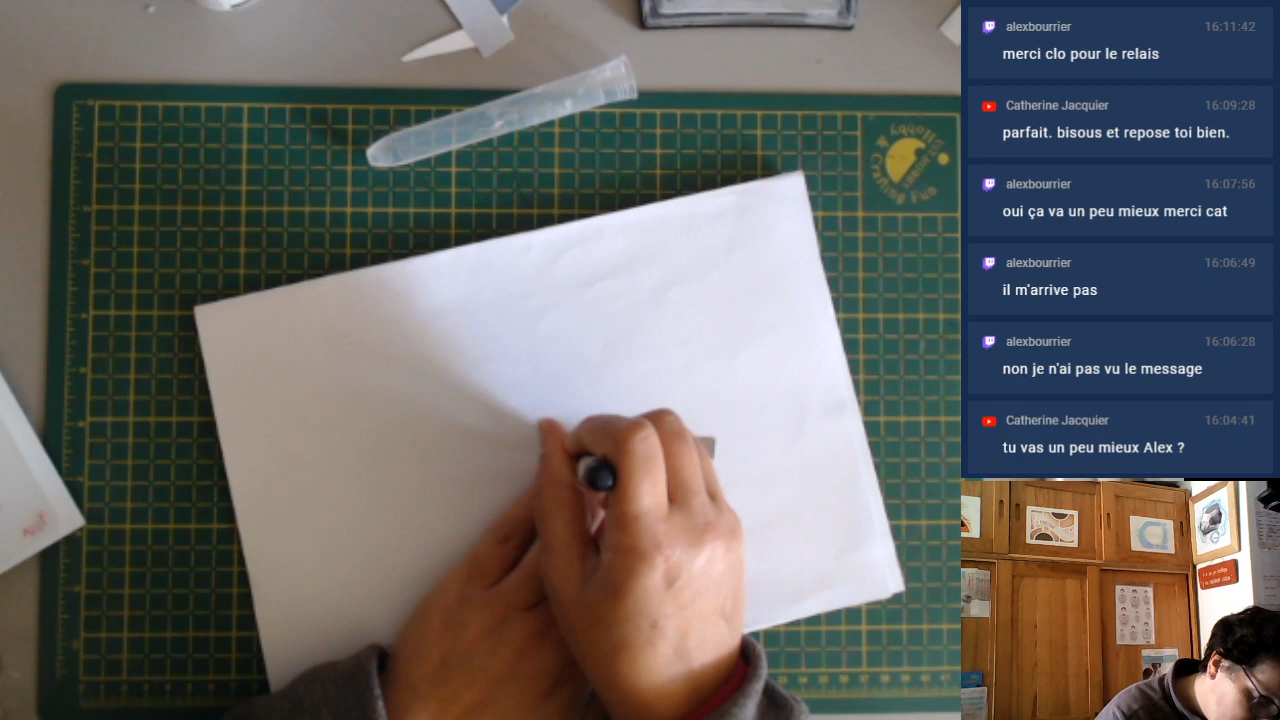 alexbourrier 16:11:42
merci clo pour le relais
Catherine Jacquier 16:09:28
parfait. bisous et repose toi bien.
alexbourrier 16:07:56
oui ça va un peu mieux merci cat
alexbourrier 16:06:49
il m'arrive pas
alexbourrier 16:06:28
non je n'ai pas vu le message
Catherine Jacquier 16:04:41
tu vas un peu mieux Alex ?
Hobby &
Crafting Fun